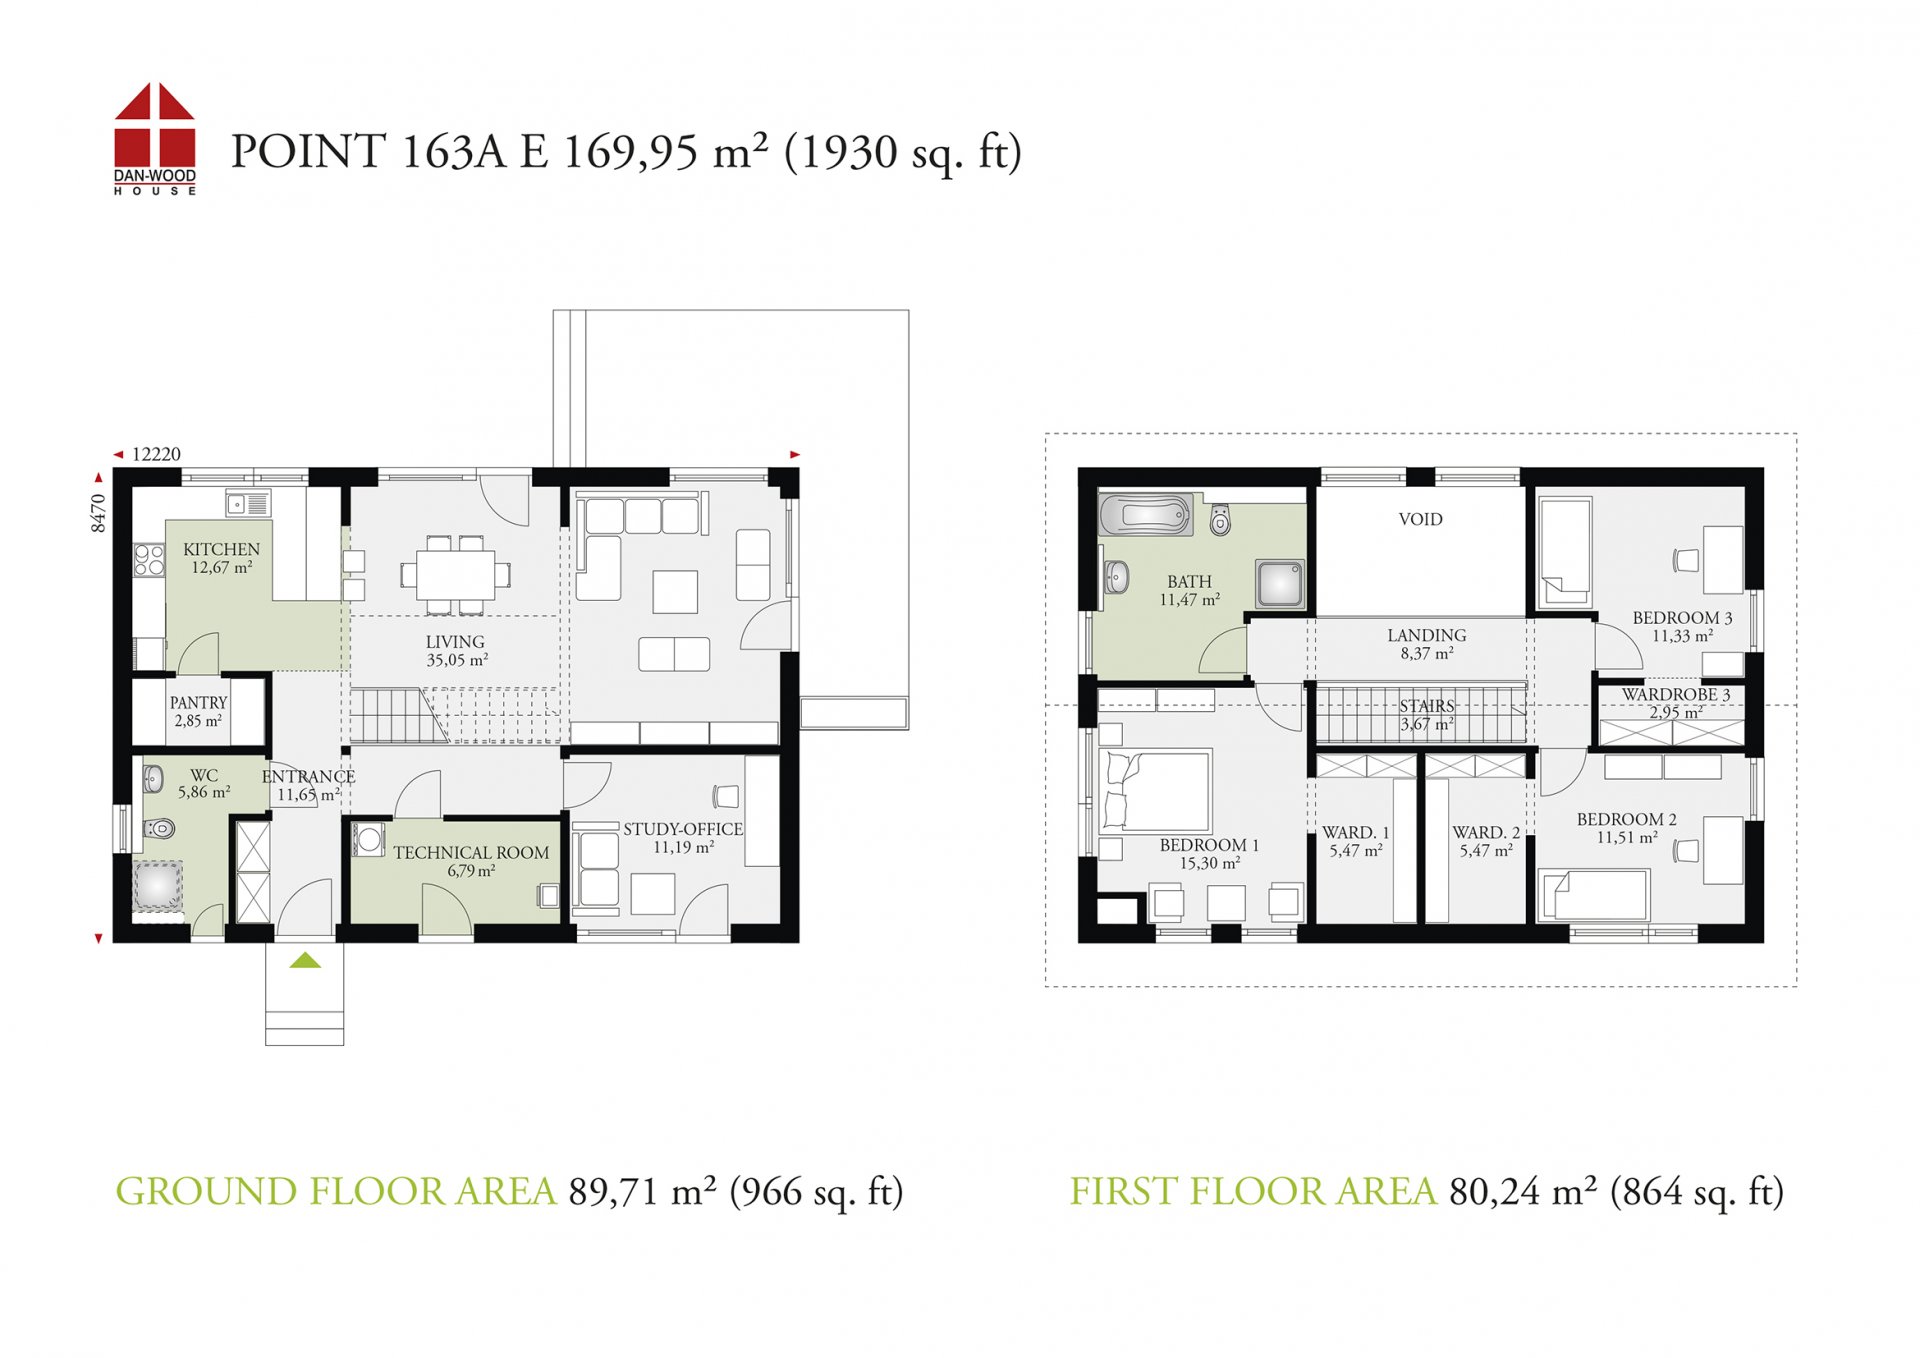 DAN-WOOD
HOUSE
POINT 163A E 169,95 m² (1930 sq. ft)
12220
8470
KITCHEN
12,67 m²
LIVING
35,05 m²
PANTRY
2,85 m²
WC
5,86 m²
ENTRANCE
11,65 m²
TECHNICAL ROOM
6,79 m²
STUDY-OFFICE
11,19 m²
VOID
BATH
11,47 m²
LANDING
8,37 m²
BEDROOM 3
11,33 m²
STAIRS
3,67 m²
WARDROBE 3
2,95 m²
BEDROOM 1
15,30 m²
WARD. 1
5,47 m²
WARD. 2
5,47 m²
BEDROOM 2
11,51 m²
GROUND FLOOR AREA 89,71 m² (966 sq. ft)
FIRST FLOOR AREA 80,24 m² (864 sq. ft)